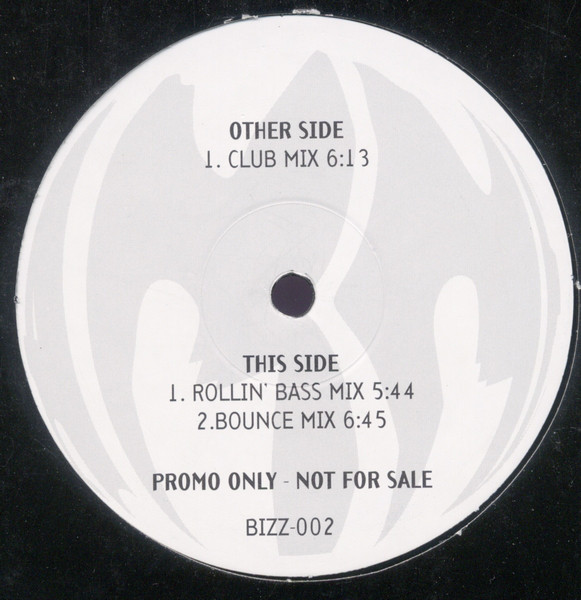 OTHER SIDE
1. CLUB MIX 6:13
THIS SIDE
1. ROLLIN' BASS MIX 5:44
2.BOUNCE MIX 6:45
PROMO ONLY - NOT FOR SALE
BIZZ-002